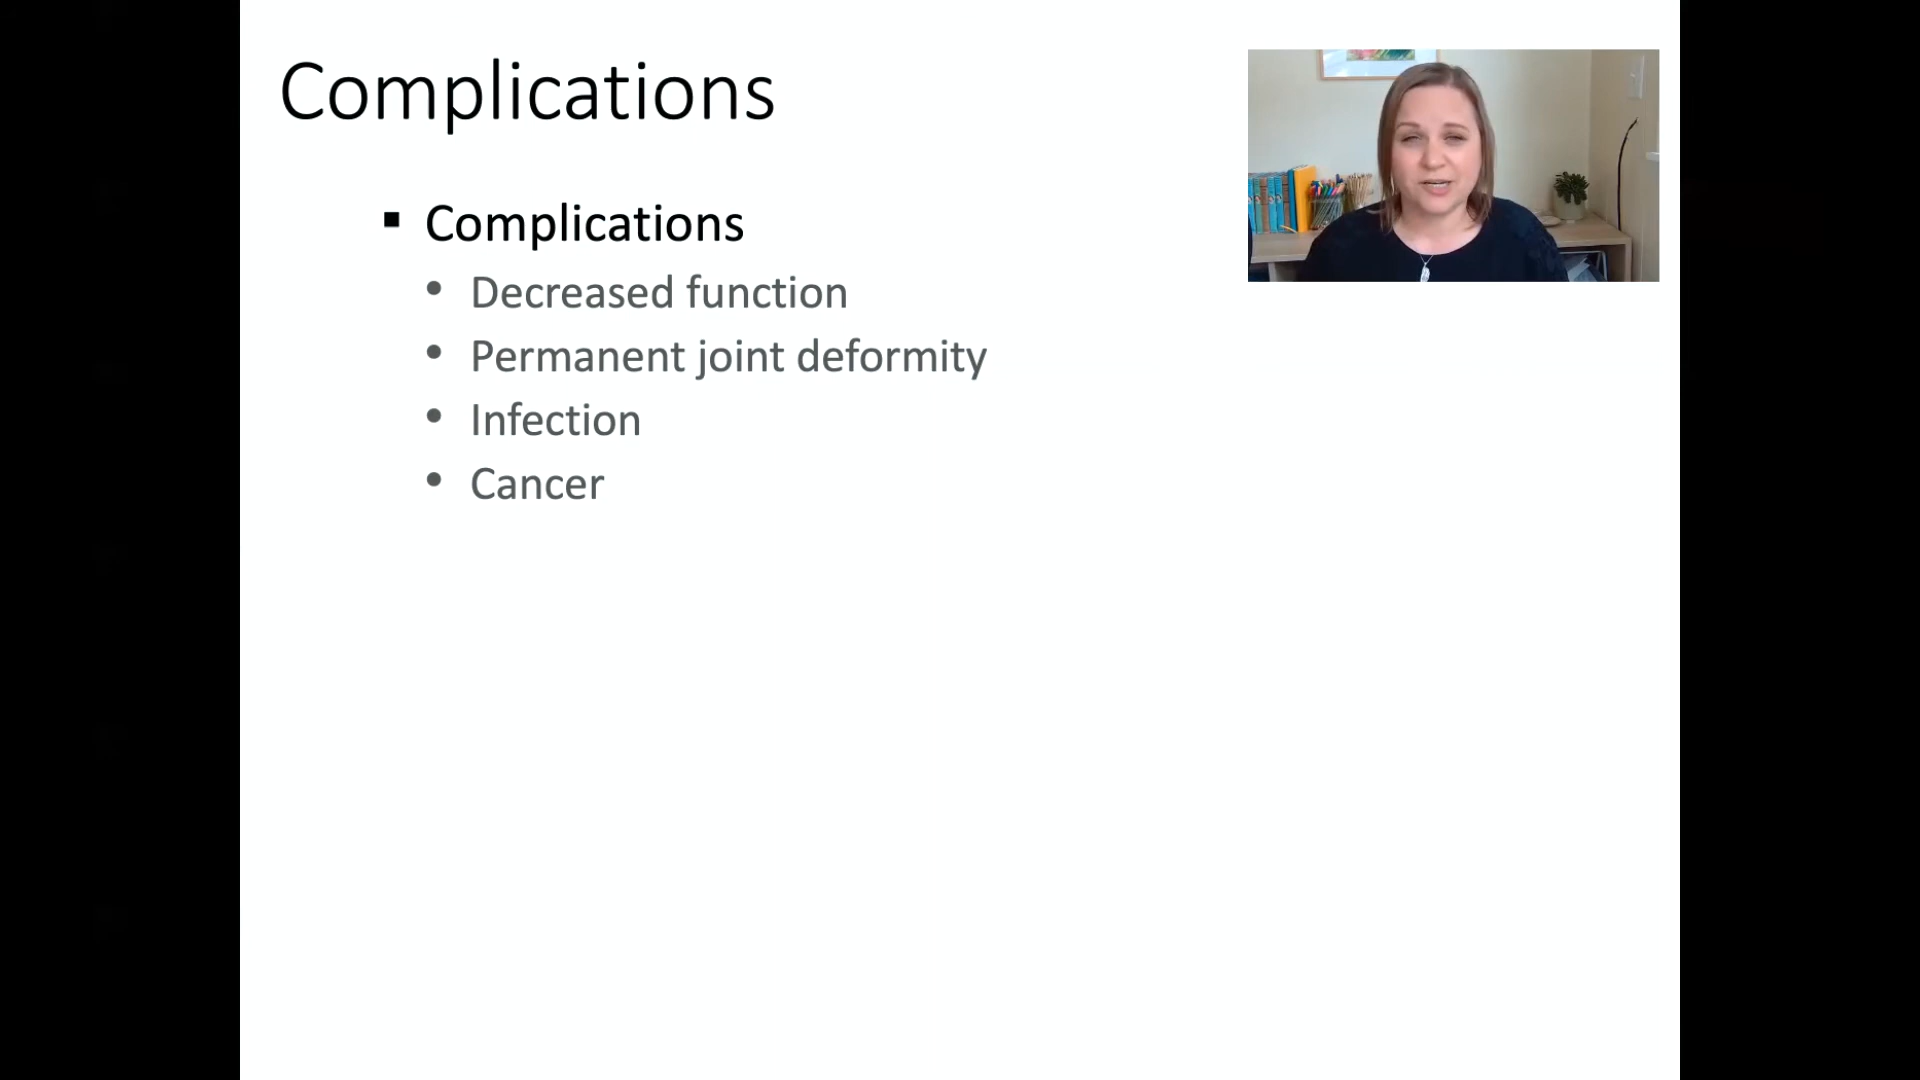 Complications
▪ Complications
• Decreased function
• Permanent joint deformity
• Infection
• Cancer